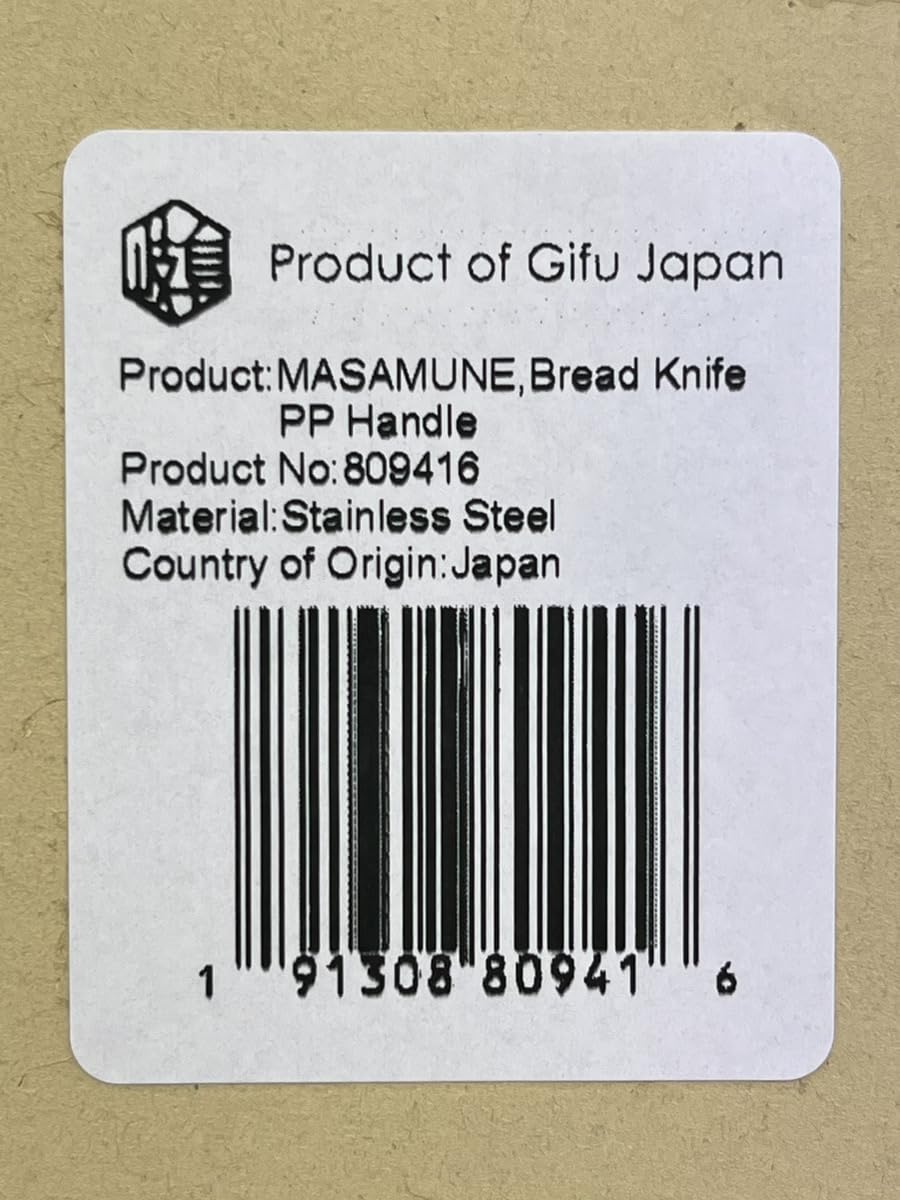 Product of Gifu Japan
Product:MASAMUNE,Bread Knife
PP Handle
Product No:809416
Material:Stainless Steel
Country of Origin:Japan
1 91308 80941 6